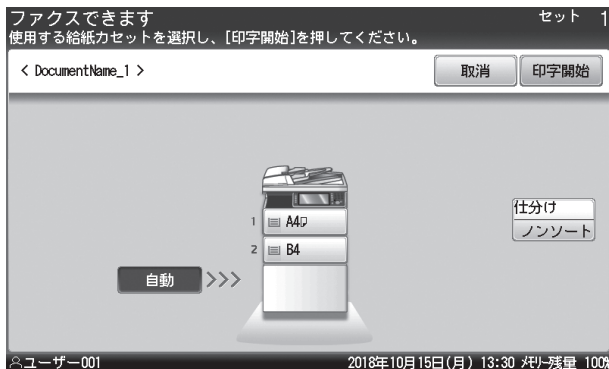 ファクスできます
セット 1
使用する給紙カセットを選択し、[印字開始]を押してください。
< DocumentName_1 >
取消
印字開始
仕分け
ノンソート
1 A4
2 B4
自動 >>>
ユーザー001
2018年10月15日(月) 13:30 メモリー残量 100%